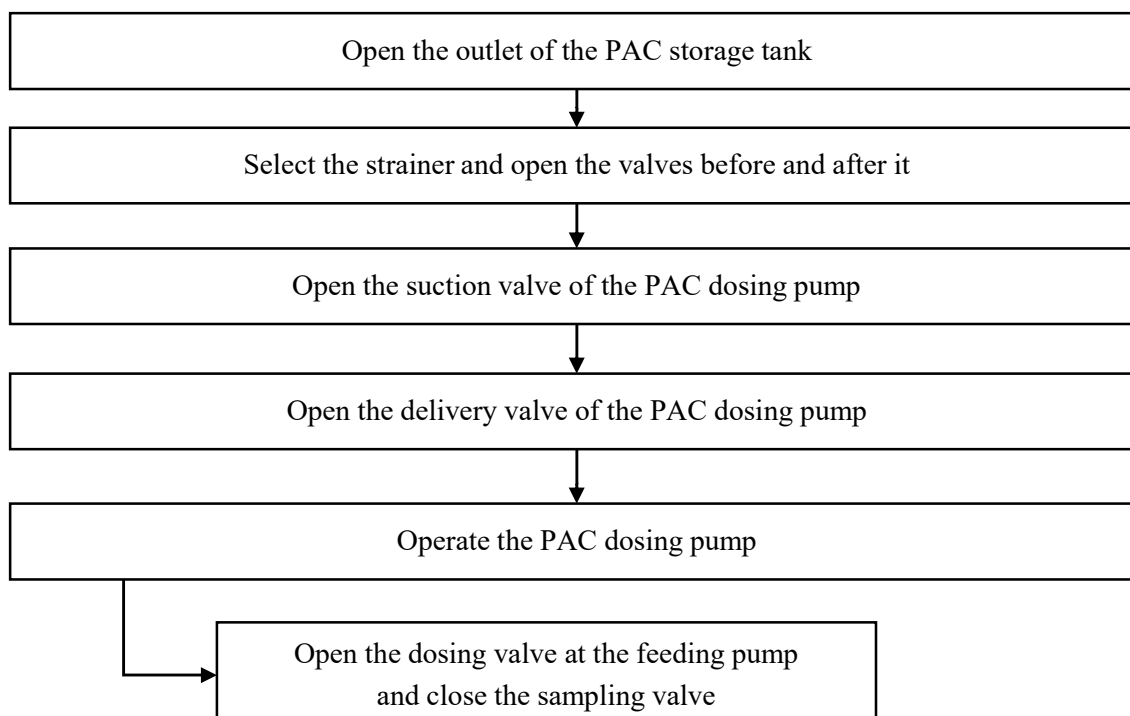 Open the outlet of the PAC storage tank
Select the strainer and open the valves before and after it
Open the suction valve of the PAC dosing pump
Open the delivery valve of the PAC dosing pump
Operate the PAC dosing pump
Open the dosing valve at the feeding pump
and close the sampling valve